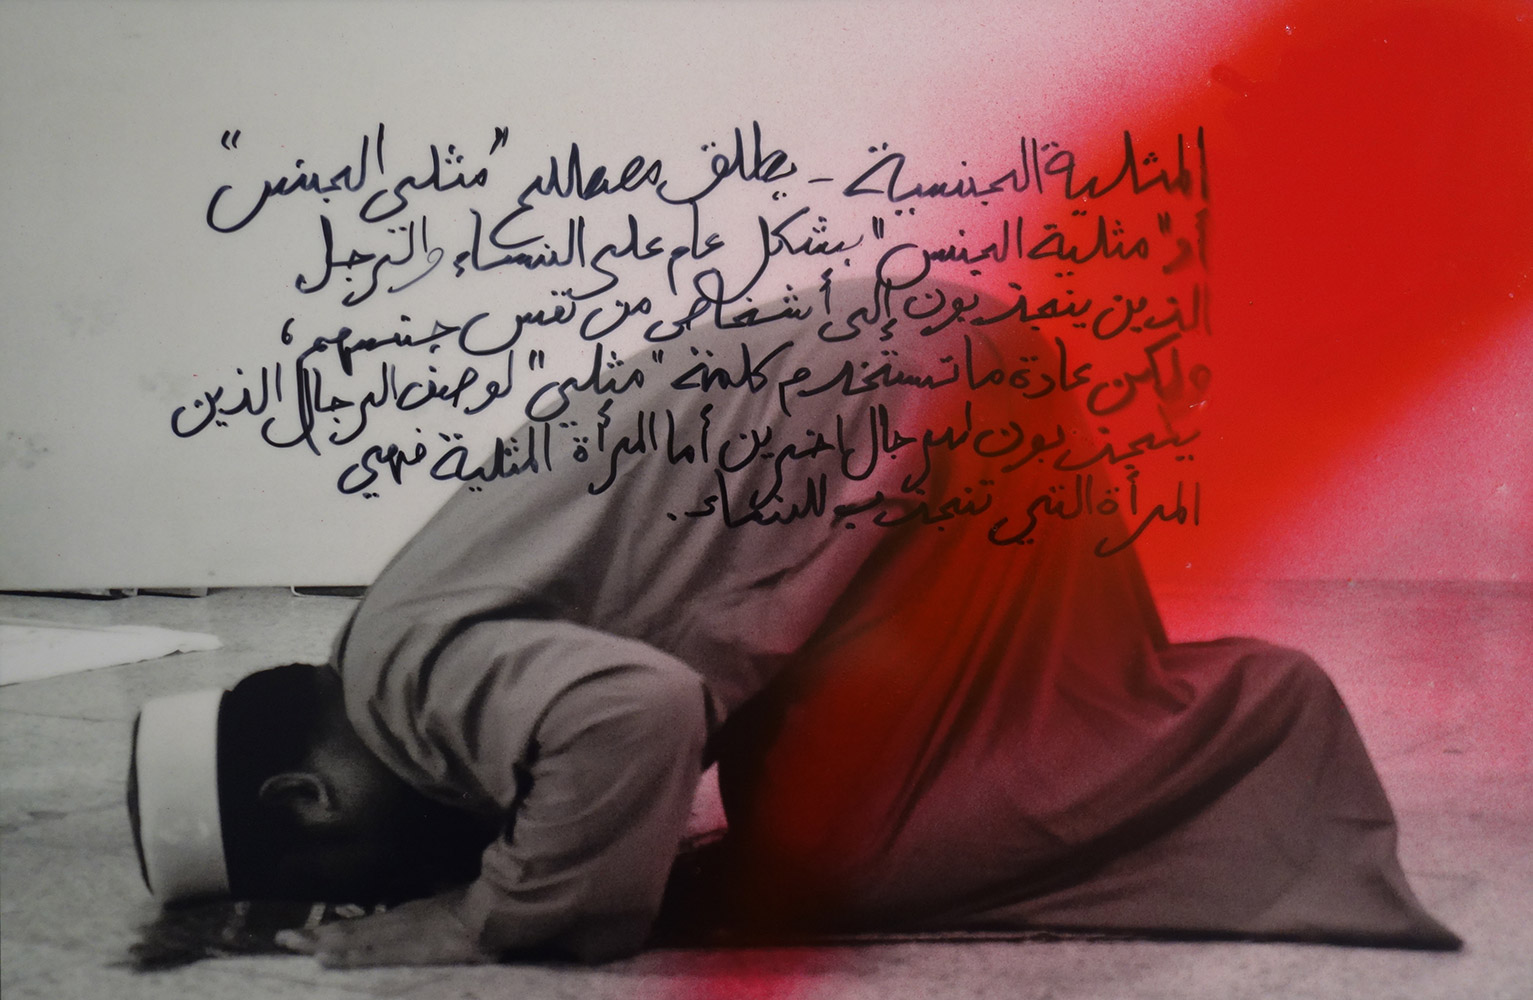 المثلية الجنسية - يطلق مصطلح "مثلي الجنس"
أو "مثلية الجنس" بشكل عام على النساء والرجل
الذين ينجذبون إلى أشخاص من نفس جنسهم،
ولكن عادة ما تستخدم كلمة "مثلي" لوصف الرجال الذين
ينجذبون لرجال اخرين أما المرأة المثلية فهي
المرأة التي تنجذب للنساء.